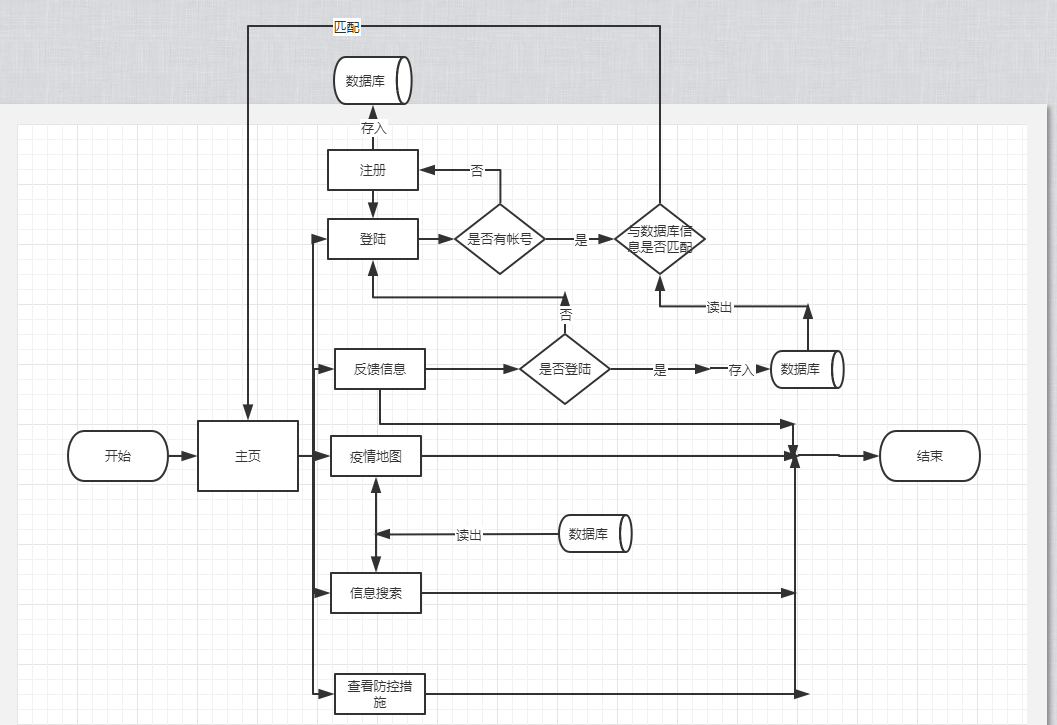 匹配
数据库
存入
注册
否
登陆
是否有帐号
是
与数据库信
息是否匹配
读出
否
反馈信息
是否登陆
是
存入
数据库
开始
主页
疫情地图
结束
读出
数据库
信息搜索
查看防控措
施